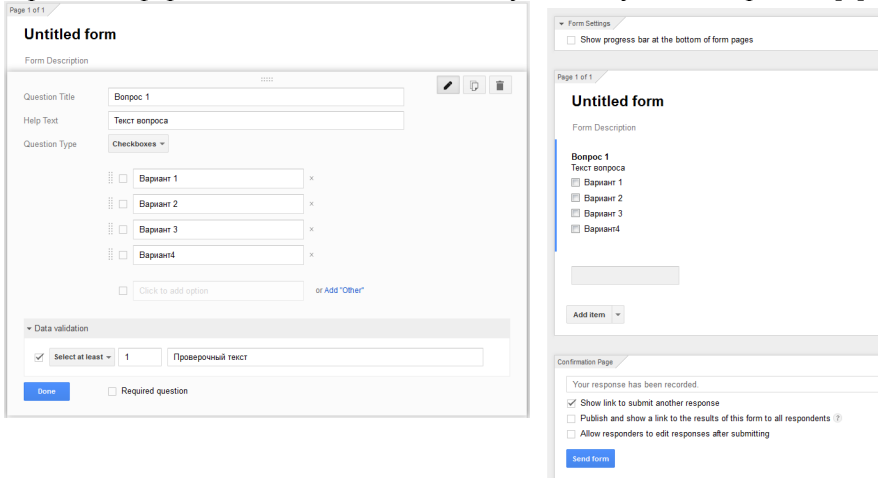 Page 1 of 1
Untitled form
Form Description
Question Title Вопрос 1
Help Text Текст вопроса
Question Type Checkboxes
Вариант 1 ×
Вариант 2 ×
Вариант 3 ×
Вариант4 ×
Click to add option or Add "Other"
Data validation
Select at least 1 Проверочный текст
Done Required question
Form Settings
Show progress bar at the bottom of form pages
Page 1 of 1
Untitled form
Form Description
Вопрос 1
Текст вопроса
Вариант 1
Вариант 2
Вариант 3
Вариант4
Add item
Confirmation Page
Your response has been recorded.
Show link to submit another response
Publish and show a link to the results of this form to all respondents ?
Allow responders to edit responses after submitting
Send form